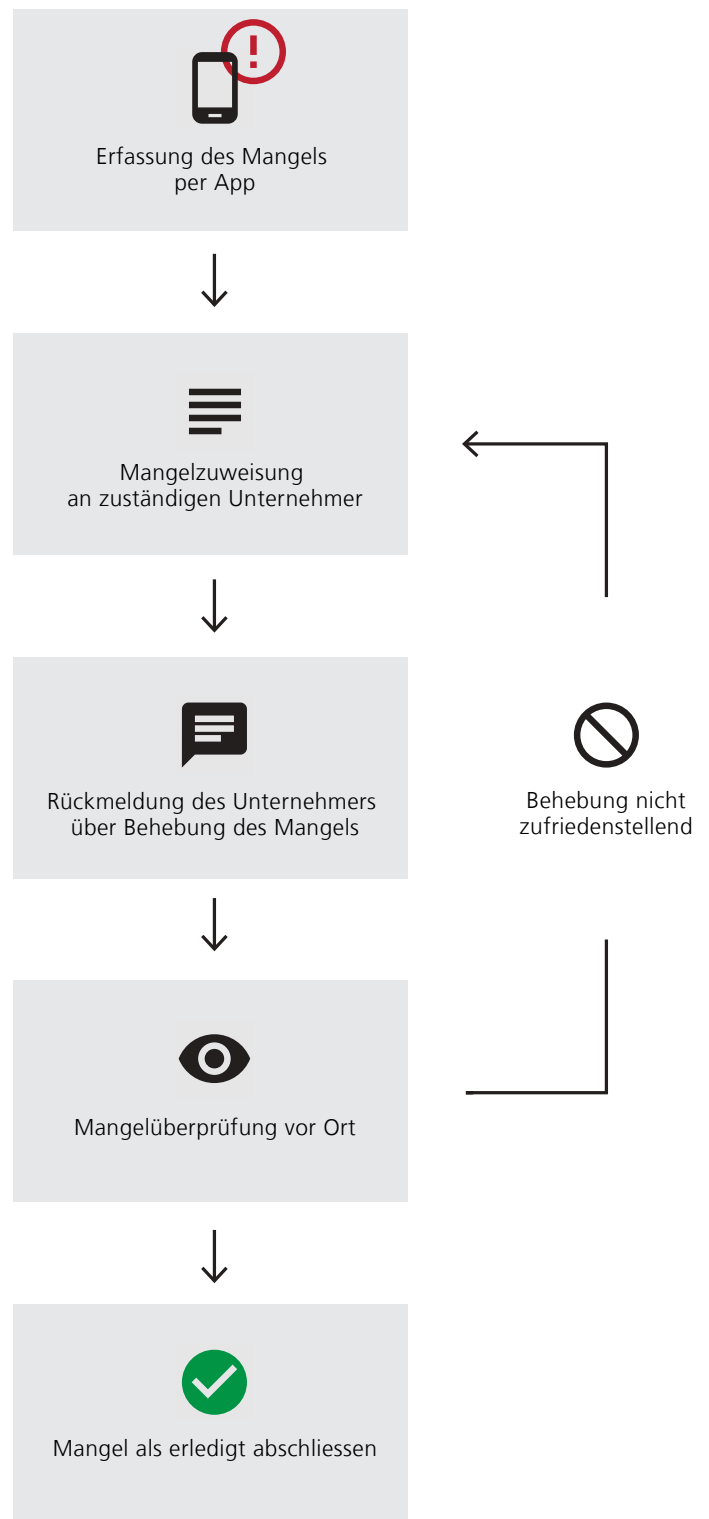 Erfassung des Mangels
per App
Mangelzuweisung
an zuständigen Unternehmer
Rückmeldung des Unternehmers
über Behebung des Mangels
Behebung nicht
zufriedenstellend
Mangelüberprüfung vor Ort
Mangel als erledigt abschliessen